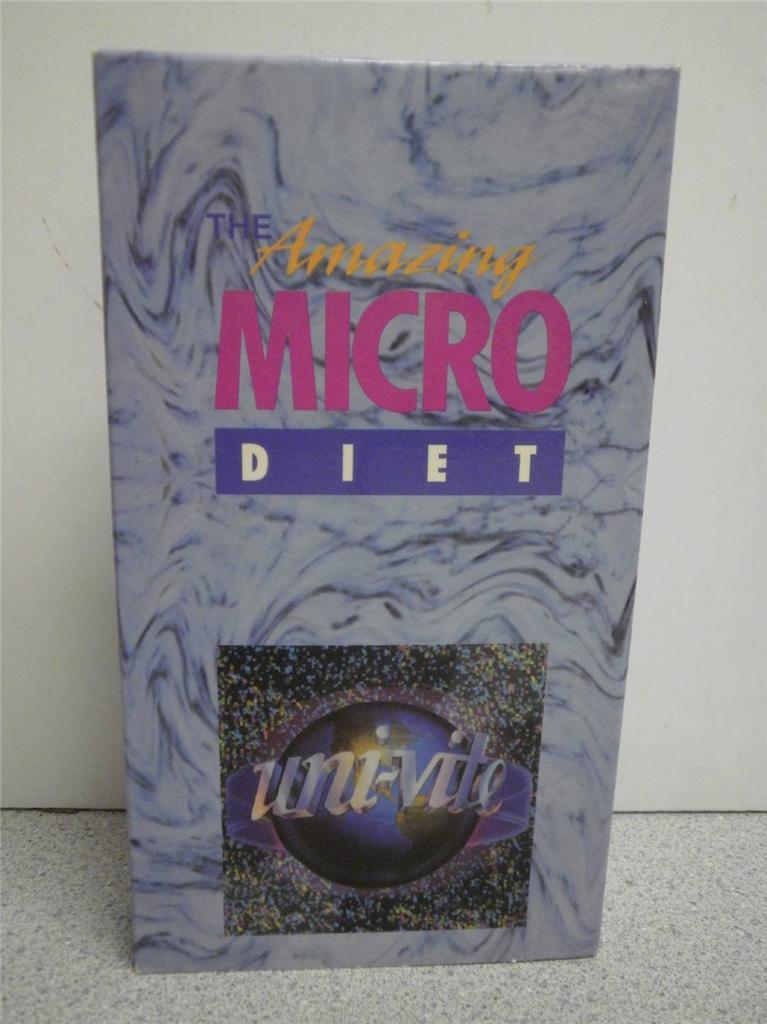 THE Amazing
MICRO
DIET
uni-vite